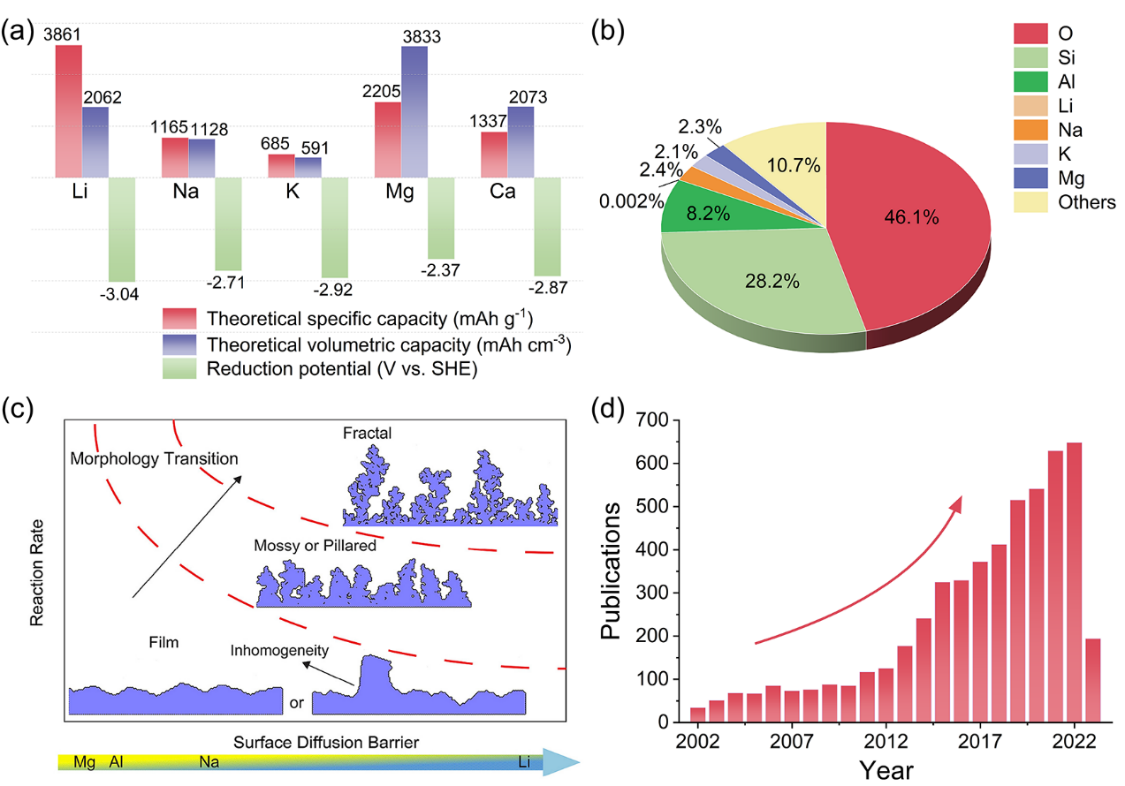 (a)
3861
2062
1165 1128
685 591
2205
3833
1337
2073
Li Na K Mg Ca
-3.04
-2.71
-2.92
-2.37
-2.87
Theoretical specific capacity (mAh g⁻¹)
Theoretical volumetric capacity (mAh cm⁻³)
Reduction potential (V vs. SHE)
(b)
2.3%
2.1%
2.4%
0.002%
10.7%
8.2%
46.1%
28.2%
O
Si
Al
Li
Na
K
Mg
Others
(c)
Morphology Transition
Fractal
Mossy or Pillared
Film
Inhomogeneity
or
Reaction Rate
Surface Diffusion Barrier
Mg Al Na Li
(d)
700
600
500
400
300
200
100
0
Publications
2002 2007 2012 2017 2022
Year